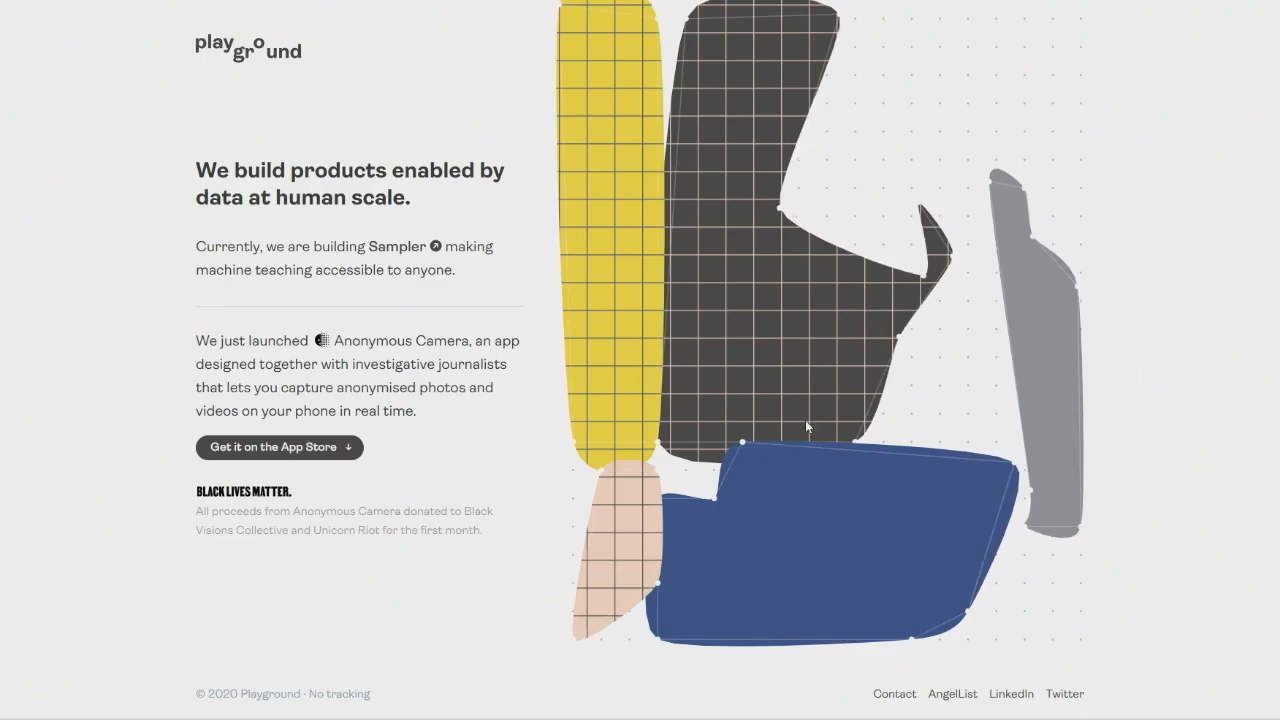 playground
We build products enabled by
data at human scale.
Currently, we are building Sampler making
machine teaching accessible to anyone.
We just launched Anonymous Camera, an app
designed together with investigative journalists
that lets you capture anonymised photos and
videos on your phone in real time.
Get it on the App Store ↓
BLACK LIVES MATTER.
All proceeds from Anonymous Camera donated to Black
Visions Collective and Unicorn Riot for the first month.
© 2020 Playground · No tracking
Contact AngelList LinkedIn Twitter